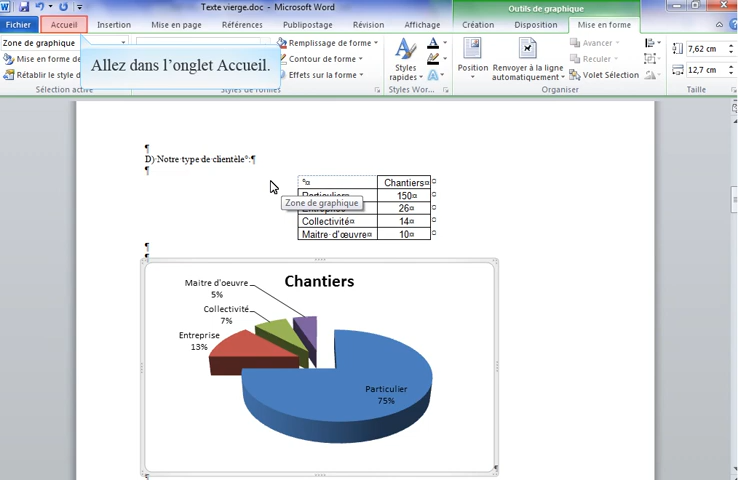 Texte vierge.doc - Microsoft Word
Outils de graphique
Fichier Accueil Insertion Mise en page Références Publipostage Révision Affichage Création Disposition Mise en forme
Zone de graphique
Mise en forme de
Rétablir le style d
Sélection active
Allez dans l’onglet Accueil.
Remplissage de forme
Contour de forme
Effets sur la forme
Styles de formes
Styles
rapides
Styles Wor...
Position
Renvoyer à la ligne
automatiquement
Avancer
Reculer
Volet Sélection
Organiser
7,62 cm
12,7 cm
Taille
¶
D)·Notre·type·de·clientèle°:¶
¶
°¤ Chantiers¤ ¤
Particulier¤ 150¤ ¤
Zone de graphique
Entreprise¤ 26¤ ¤
Collectivité¤ 14¤ ¤
Maitre·d’œuvre¤ 10¤ ¤
¶
¶
Chantiers
Maitre d'oeuvre
5%
Collectivité
7%
Entreprise
13%
Particulier
75%
¶
¶